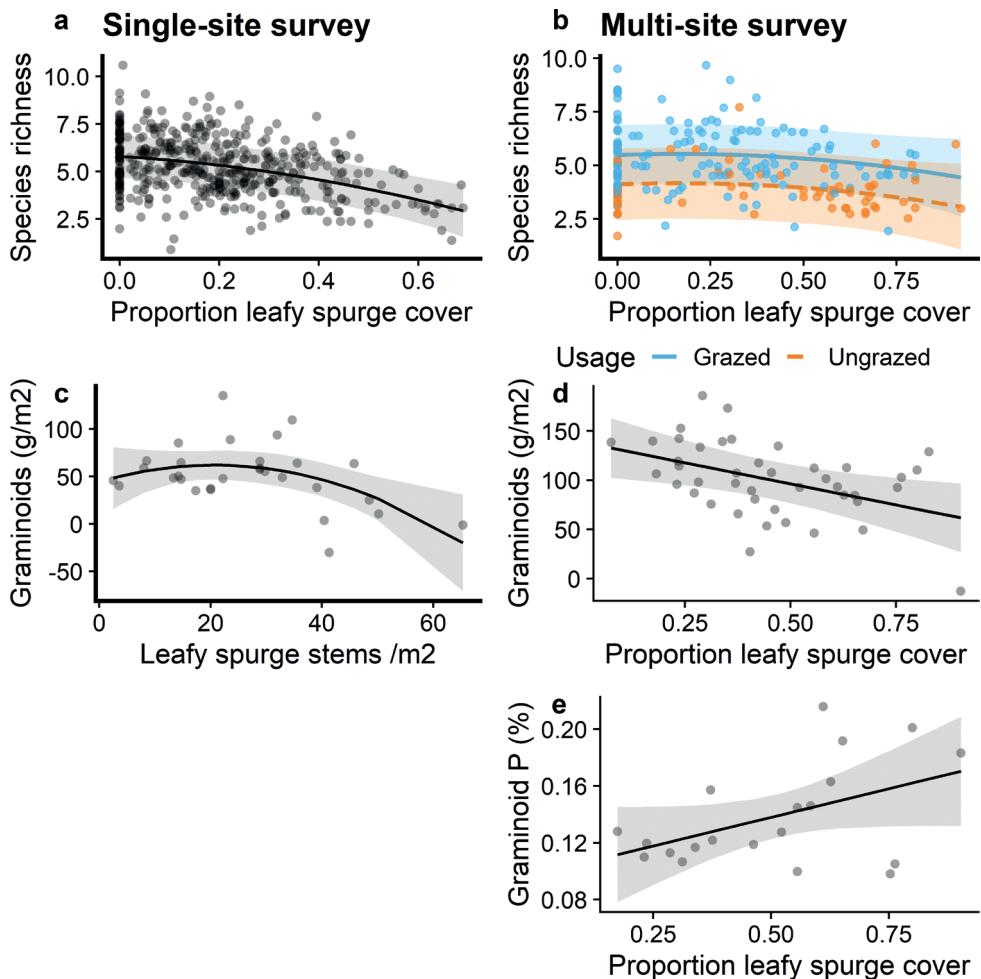 a Single-site survey
Species richness
10.0
7.5
5.0
2.5
0.0 0.2 0.4 0.6
Proportion leafy spurge cover
b Multi-site survey
Species richness
10.0
7.5
5.0
2.5
0.00 0.25 0.50 0.75
Proportion leafy spurge cover
Usage Grazed Ungrazed
c
Graminoids (g/m2)
100
50
0
-50
0 20 40 60
Leafy spurge stems /m2
d
Graminoids (g/m2)
150
100
50
0
0.25 0.50 0.75
Proportion leafy spurge cover
e
Graminoid P (%)
0.20
0.16
0.12
0.08
0.25 0.50 0.75
Proportion leafy spurge cover